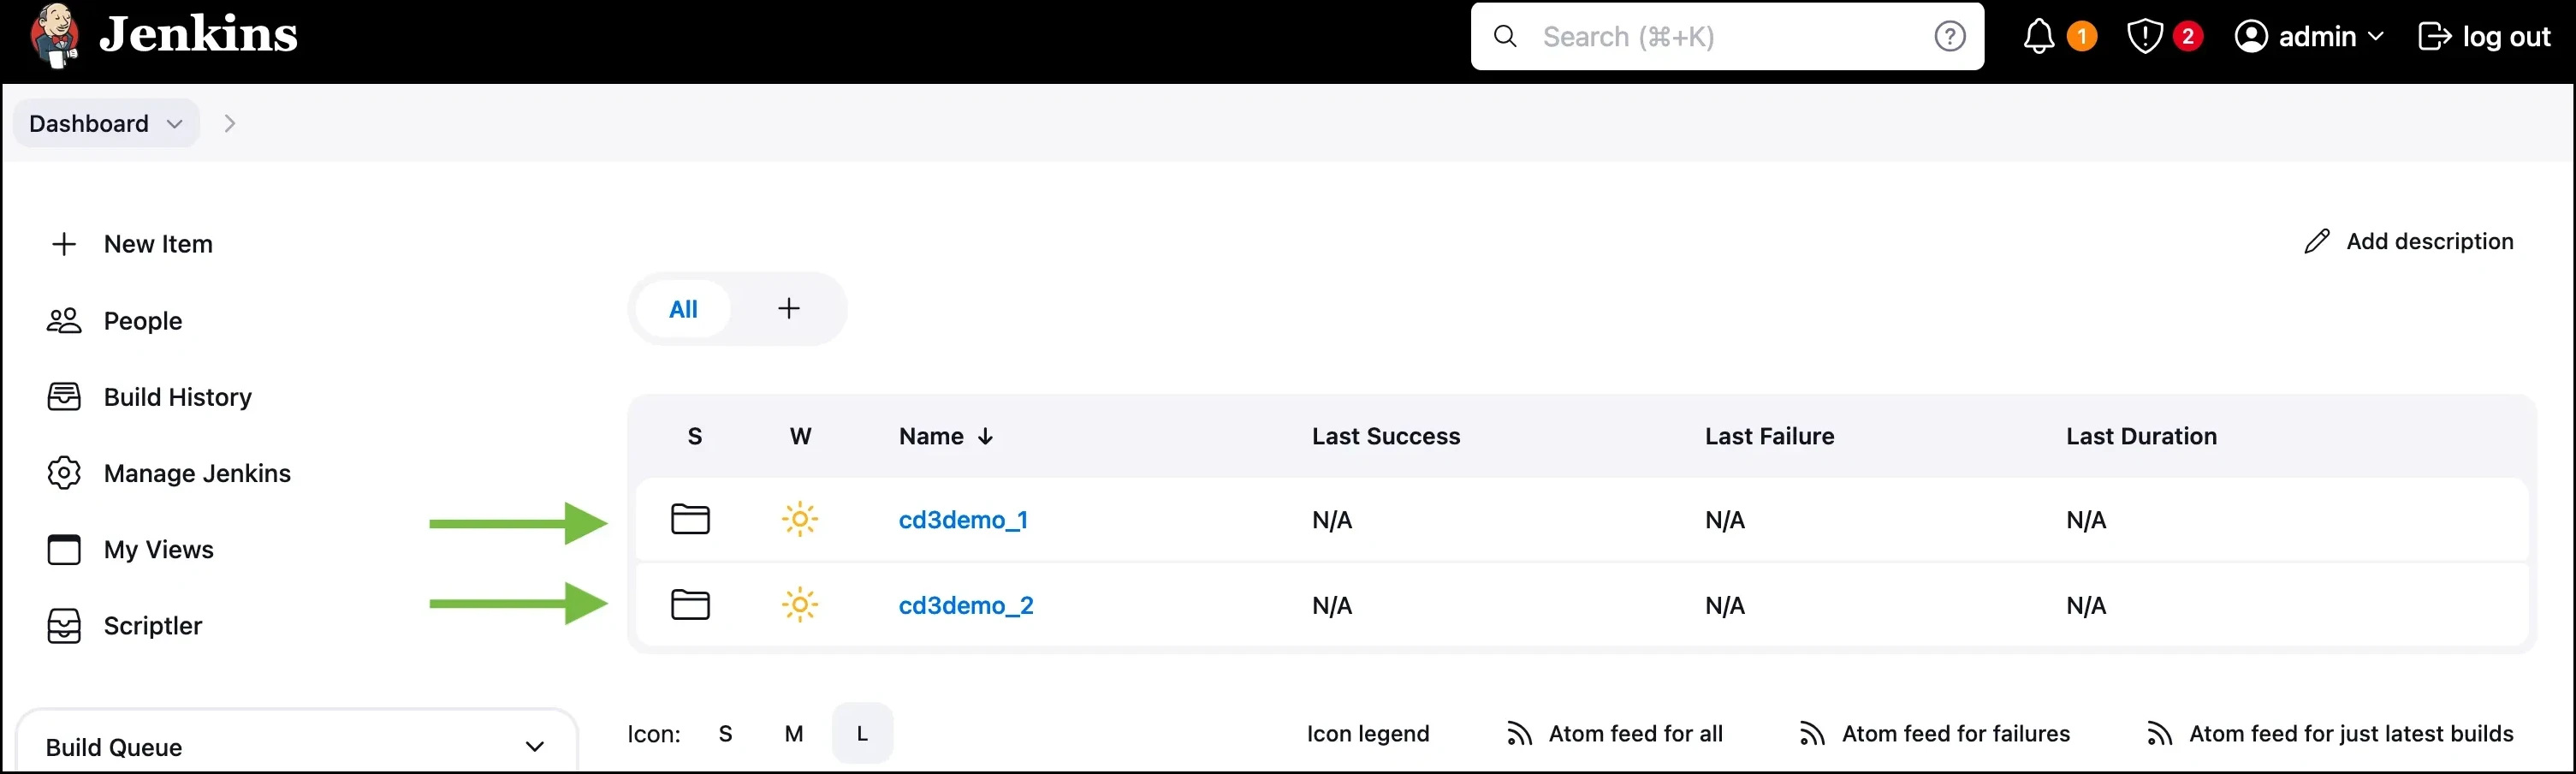 Jenkins
Search (⌘+K)
1
2
admin
log out
Dashboard
New Item
Add description
People
All
Build History
S W Name ↓ Last Success Last Failure Last Duration
Manage Jenkins
cd3demo_1 N/A N/A N/A
My Views
cd3demo_2 N/A N/A N/A
Scriptler
Icon: S M L
Icon legend
Atom feed for all
Atom feed for failures
Atom feed for just latest builds
Build Queue